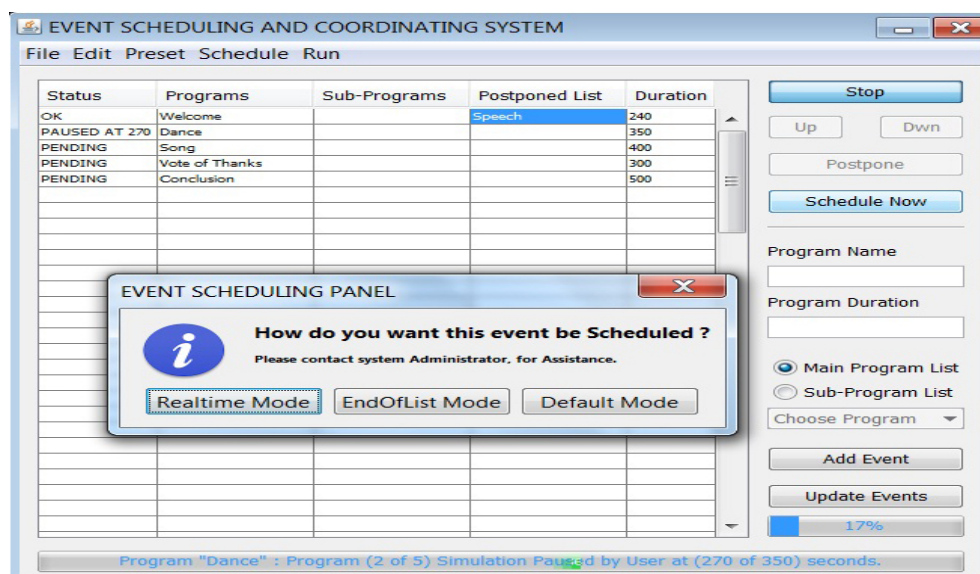 EVENT SCHEDULING AND COORDINATING SYSTEM
File Edit Preset Schedule Run
Status Programs Sub-Programs Postponed List Duration
OK Welcome Speech 240
PAUSED AT 270 Dance 350
PENDING Song 400
PENDING Vote of Thanks 300
PENDING Conclusion 500
EVENT SCHEDULING PANEL
How do you want this event be Scheduled ?
Please contact system Administrator, for Assistance.
Realtime Mode EndOfList Mode Default Mode
Stop
Up Dwn
Postpone
Schedule Now
Program Name
Program Duration
Main Program List
Sub-Program List
Choose Program
Add Event
Update Events
17%
Program "Dance" : Program (2 of 5) Simulation Paused by User at (270 of 350) seconds.